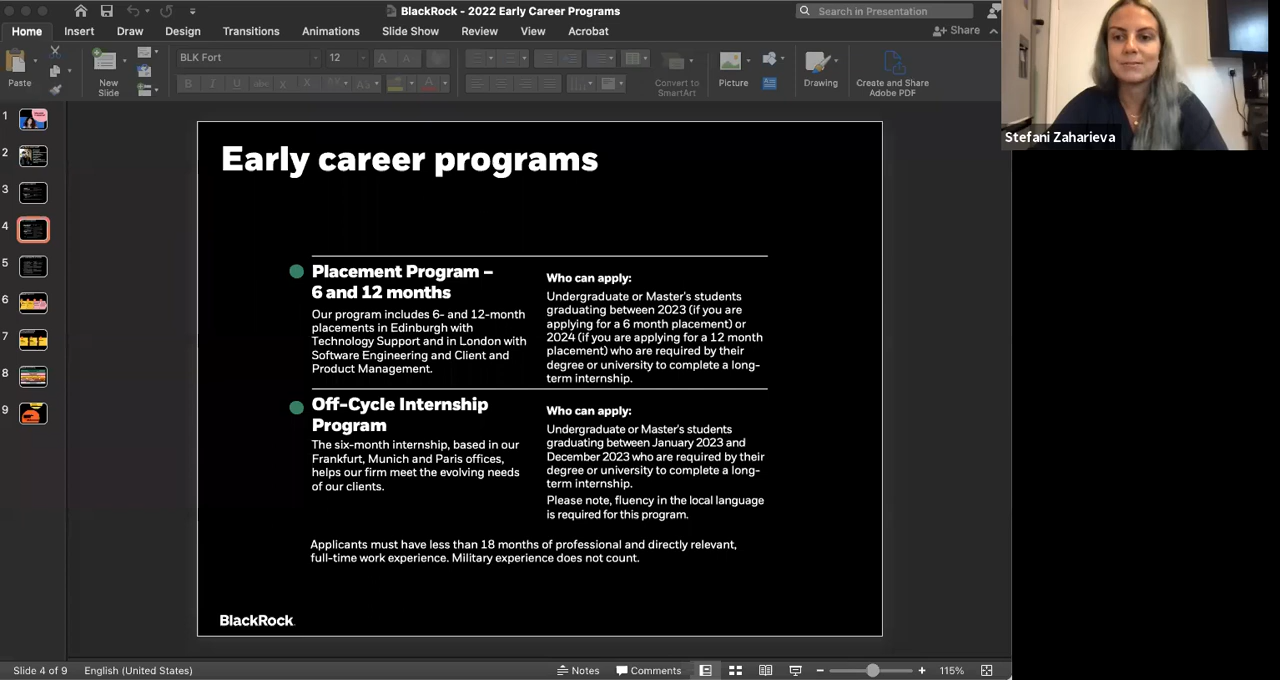 BlackRock - 2022 Early Career Programs
Search in Presentation
Home Insert Draw Design Transitions Animations Slide Show Review View Acrobat
Share
Paste
New
Slide
BLK Fort
12
Convert to
SmartArt
Picture
Drawing
Create and Share
Adobe PDF
Stefani Zaharieva
1
2
3
4
5
6
7
8
9
Early career programs
Placement Program –
6 and 12 months
Our program includes 6- and 12-month
placements in Edinburgh with
Technology Support and in London with
Software Engineering and Client and
Product Management.
Who can apply:
Undergraduate or Master's students
graduating between 2023 (if you are
applying for a 6 month placement) or
2024 (if you are applying for a 12 month
placement) who are required by their
degree or university to complete a long-
term internship.
Off-Cycle Internship
Program
The six-month internship, based in our
Frankfurt, Munich and Paris offices,
helps our firm meet the evolving needs
of our clients.
Who can apply:
Undergraduate or Master's students
graduating between January 2023 and
December 2023 who are required by their
degree or university to complete a long-
term internship.
Please note, fluency in the local language
is required for this program.
Applicants must have less than 18 months of professional and directly relevant,
full-time work experience. Military experience does not count.
BlackRock.
Slide 4 of 9 English (United States)
Notes Comments 115%